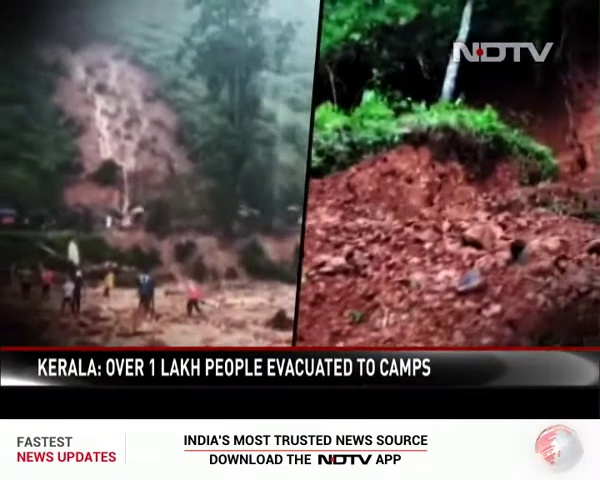 NDTV
KERALA: OVER 1 LAKH PEOPLE EVACUATED TO CAMPS
FASTEST
NEWS UPDATES
INDIA'S MOST TRUSTED NEWS SOURCE
DOWNLOAD THE NDTV APP